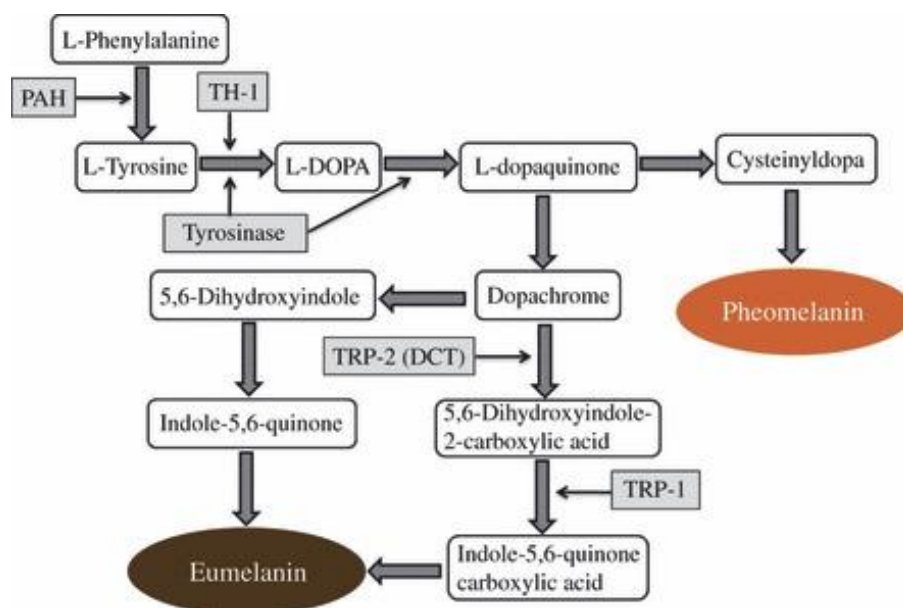 L-Phenylalanine
PAH
TH-1
L-Tyrosine
L-DOPA
L-dopaquinone
Cysteinyldopa
Tyrosinase
5,6-Dihydroxyindole
Dopachrome
Pheomelanin
TRP-2 (DCT)
Indole-5,6-quinone
5,6-Dihydroxyindole-
2-carboxylic acid
TRP-1
Eumelanin
Indole-5,6-quinone
carboxylic acid